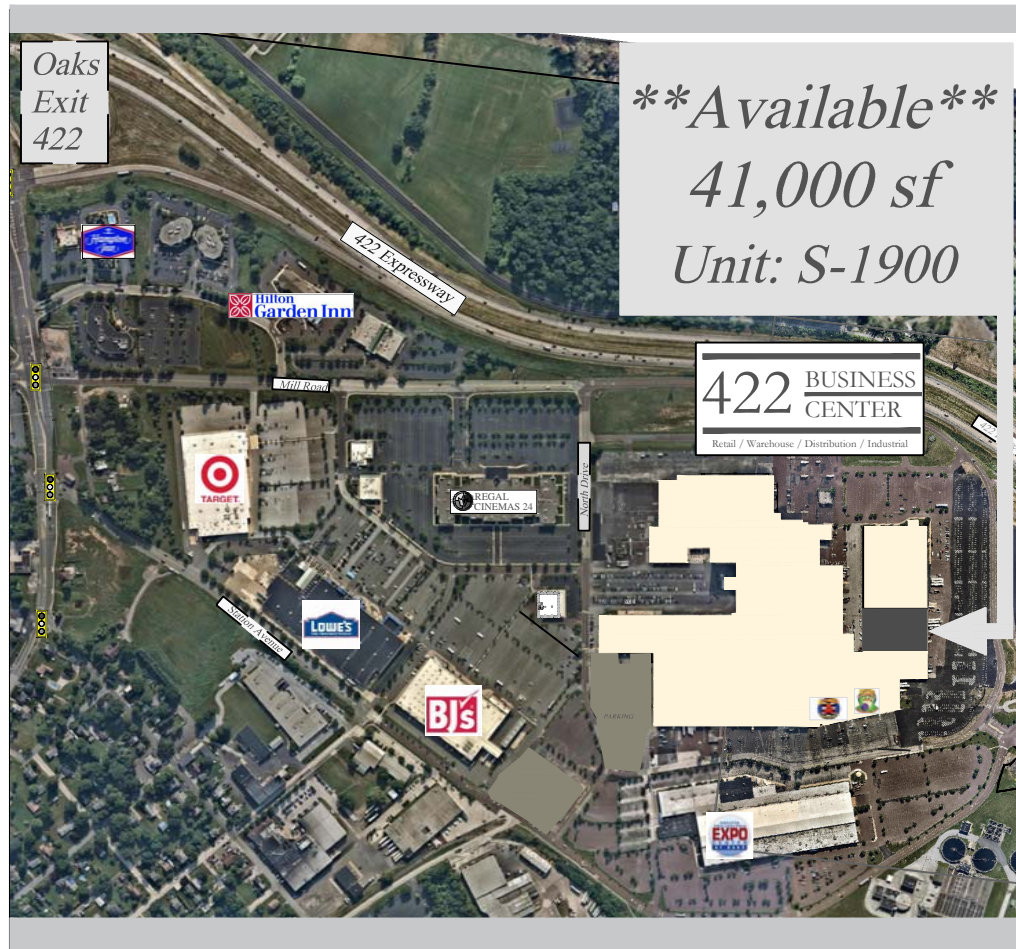 Oaks
Exit
422
**Available**
41,000 sf
Unit: S-1900
Hampton
Inn
Hilton
Garden Inn
422 Expressway
Mill Road
422
BUSINESS
CENTER
Retail / Warehouse / Distribution / Industrial
422
TARGET
REGAL
CINEMAS 24
North Drive
Station Avenue
LOWE'S
BJ's
PARKING
EXPO